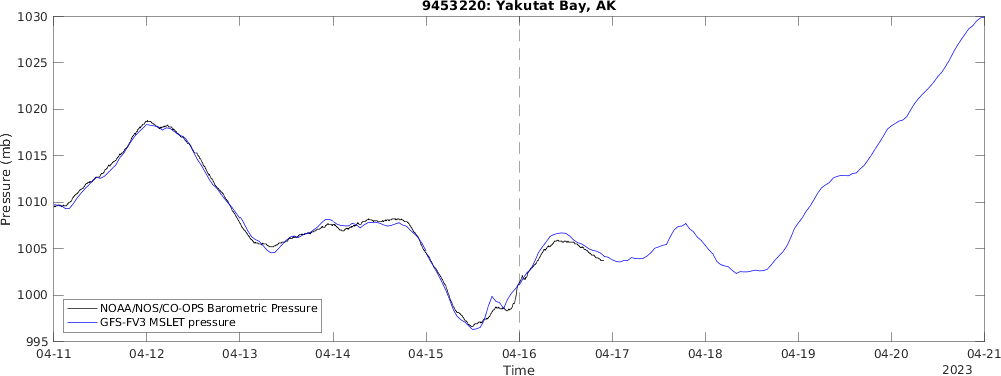 9453220: Yakutat Bay, AK
Pressure (mb)
1030
1025
1020
1015
1010
1005
1000
995
NOAA/NOS/CO-OPS Barometric Pressure
GFS-FV3 MSLET pressure
04-11 04-12 04-13 04-14 04-15 04-16 04-17 04-18 04-19 04-20 04-21
Time
2023